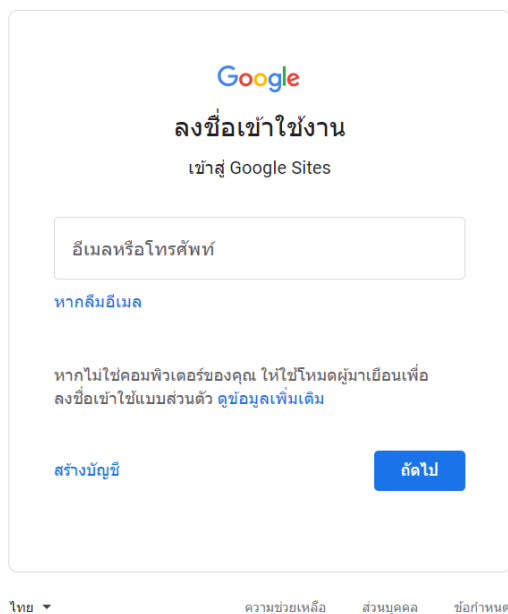 Google
ลงชื่อเข้าใช้งาน
เข้าสู่ Google Sites
อีเมลหรือโทรศัพท์
หากลืมอีเมล
หากไม่ใช่คอมพิวเตอร์ของคุณ ให้ใช้โหมดผู้มาเยือนเพื่อ
ลงชื่อเข้าใช้แบบส่วนตัว ดูข้อมูลเพิ่มเติม
สร้างบัญชี ถัดไป
ไทย ความช่วยเหลือ ส่วนบุคคล ข้อกำหนด